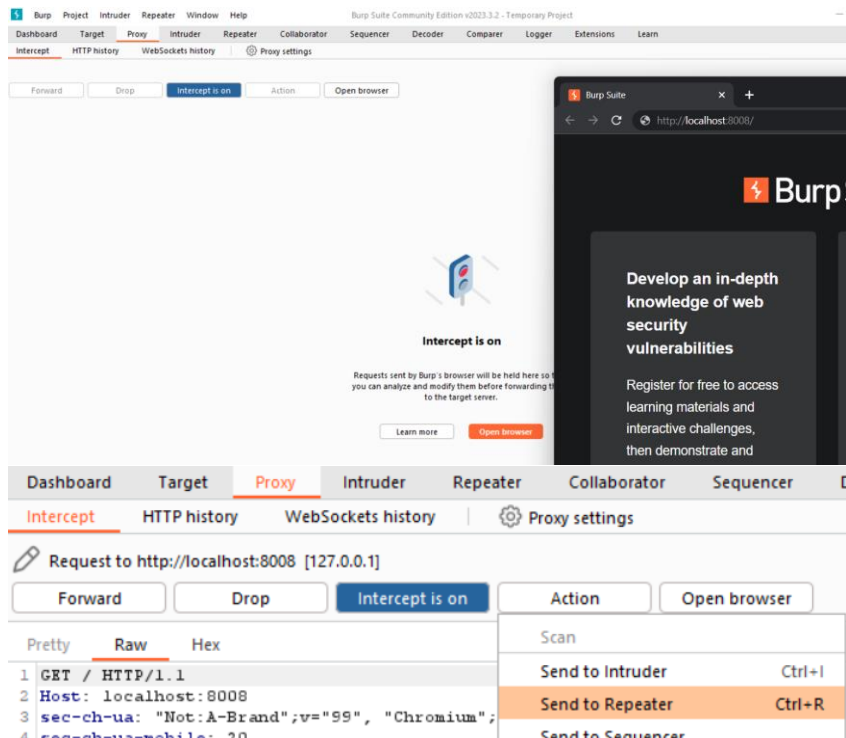 Burp Project Intruder Repeater Window Help Burp Suite Community Edition v2023.3.2 - Temporary Project
Dashboard Target Proxy Intruder Repeater Collaborator Sequencer Decoder Comparer Logger Extensions Learn
Intercept HTTP history WebSockets history Proxy settings
Forward Drop Intercept is on Action Open browser
Burp Suite
http://localhost:8008/
Burp
Develop an in-depth
knowledge of web
security
vulnerabilities
Register for free to access
learning materials and
interactive challenges,
then demonstrate and
Intercept is on
Requests sent by Burp's browser will be held here so
you can analyze and modify them before forwarding
to the target server.
Learn more Open browser
Dashboard Target Proxy Intruder Repeater Collaborator Sequencer
Intercept HTTP history WebSockets history Proxy settings
Request to http://localhost:8008 [127.0.0.1]
Forward Drop Intercept is on Action Open browser
Pretty Raw Hex
1 GET / HTTP/1.1
2 Host: localhost:8008
3 sec-ch-ua: "Not:A-Brand";v="99", "Chromium";
Scan
Send to Intruder Ctrl+I
Send to Repeater Ctrl+R
Send to Sequencer